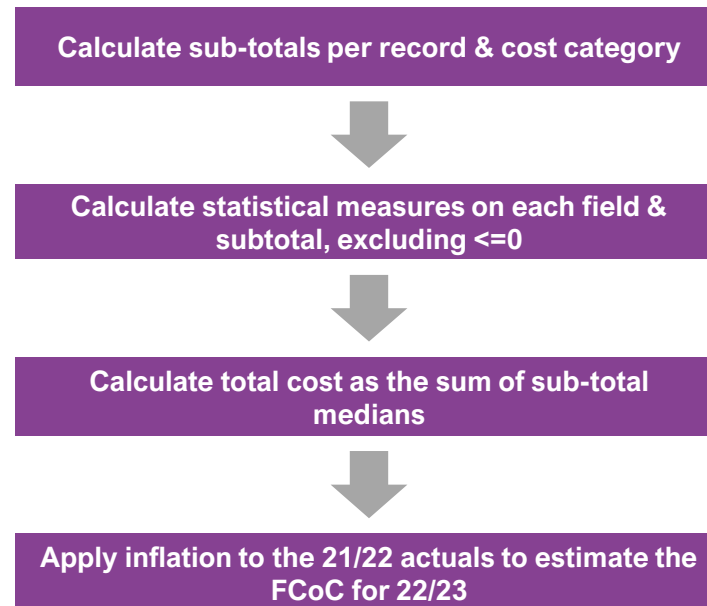 Calculate sub-totals per record & cost category
Calculate statistical measures on each field &
subtotal, excluding <=0
Calculate total cost as the sum of sub-total
medians
Apply inflation to the 21/22 actuals to estimate the
FCoC for 22/23